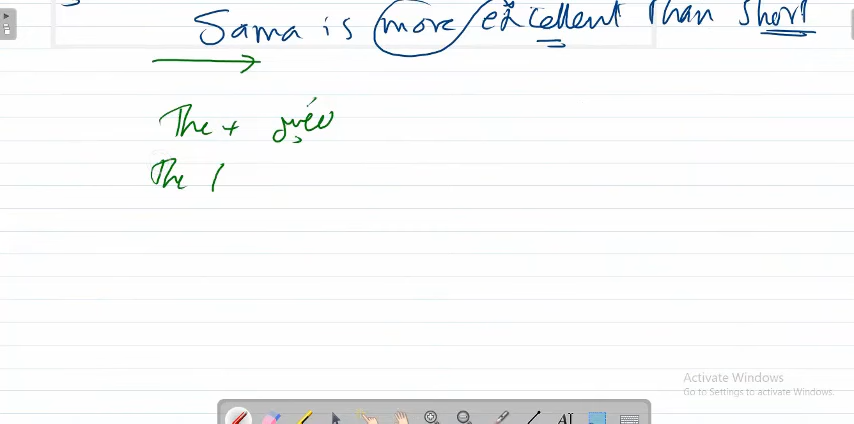 Sama is more excellent Than short
The +
The (
Activate Windows
Go to Settings to activate Windows.